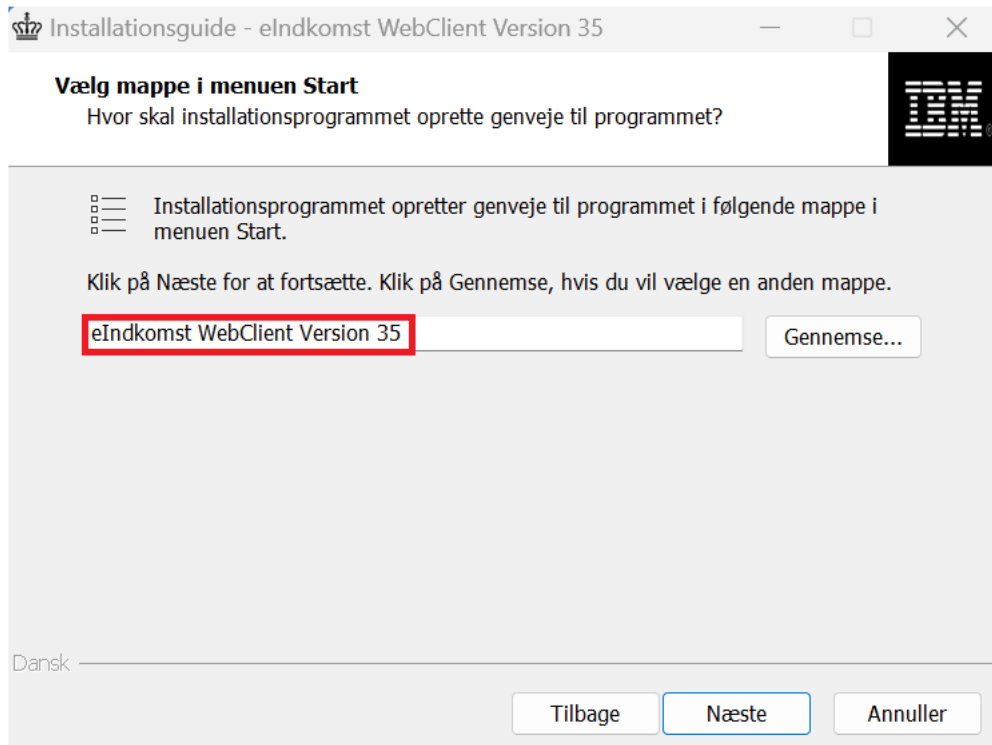 Installationsguide - eIndkomst WebClient Version 35
Vælg mappe i menuen Start
Hvor skal installationsprogrammet oprette genveje til programmet?
IBM®
Installationsprogrammet opretter genveje til programmet i følgende mappe i
menuen Start.
Klik på Næste for at fortsætte. Klik på Gennemse, hvis du vil vælge en anden mappe.
eIndkomst WebClient Version 35
Gennemse...
Dansk
Tilbage
Næste
Annuller